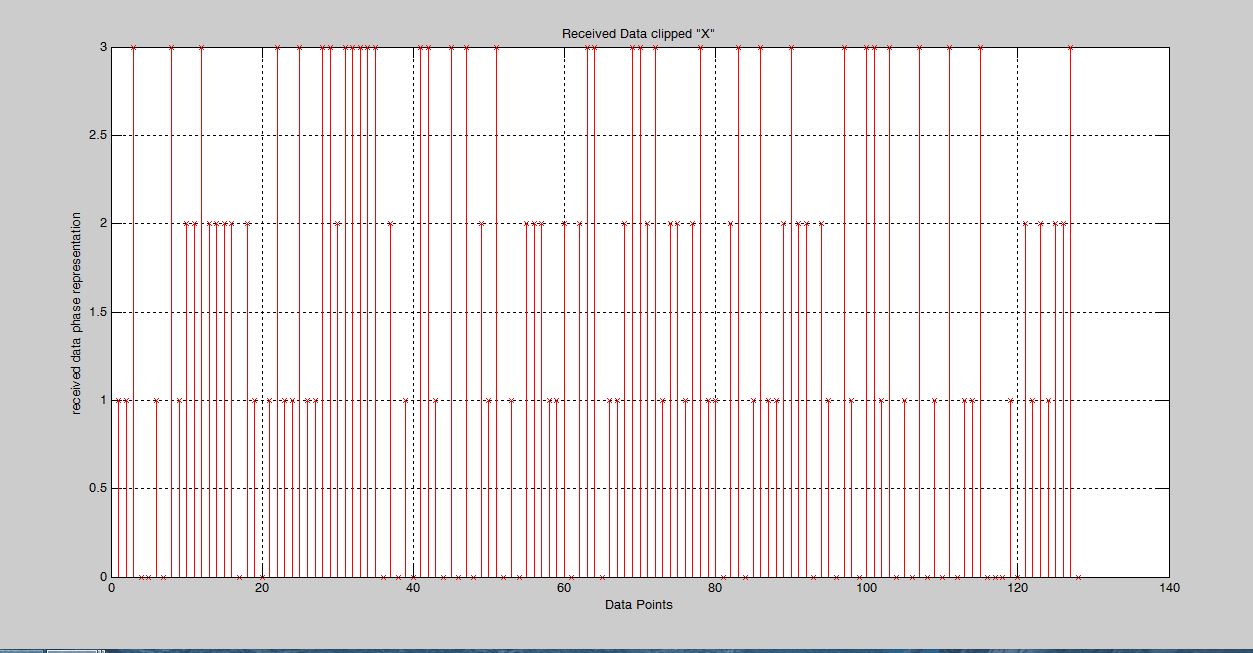 Received Data clipped "X"
3
2.5
2
1.5
1
0.5
0
received data phase representation
0 20 40 60 80 100 120 140
Data Points